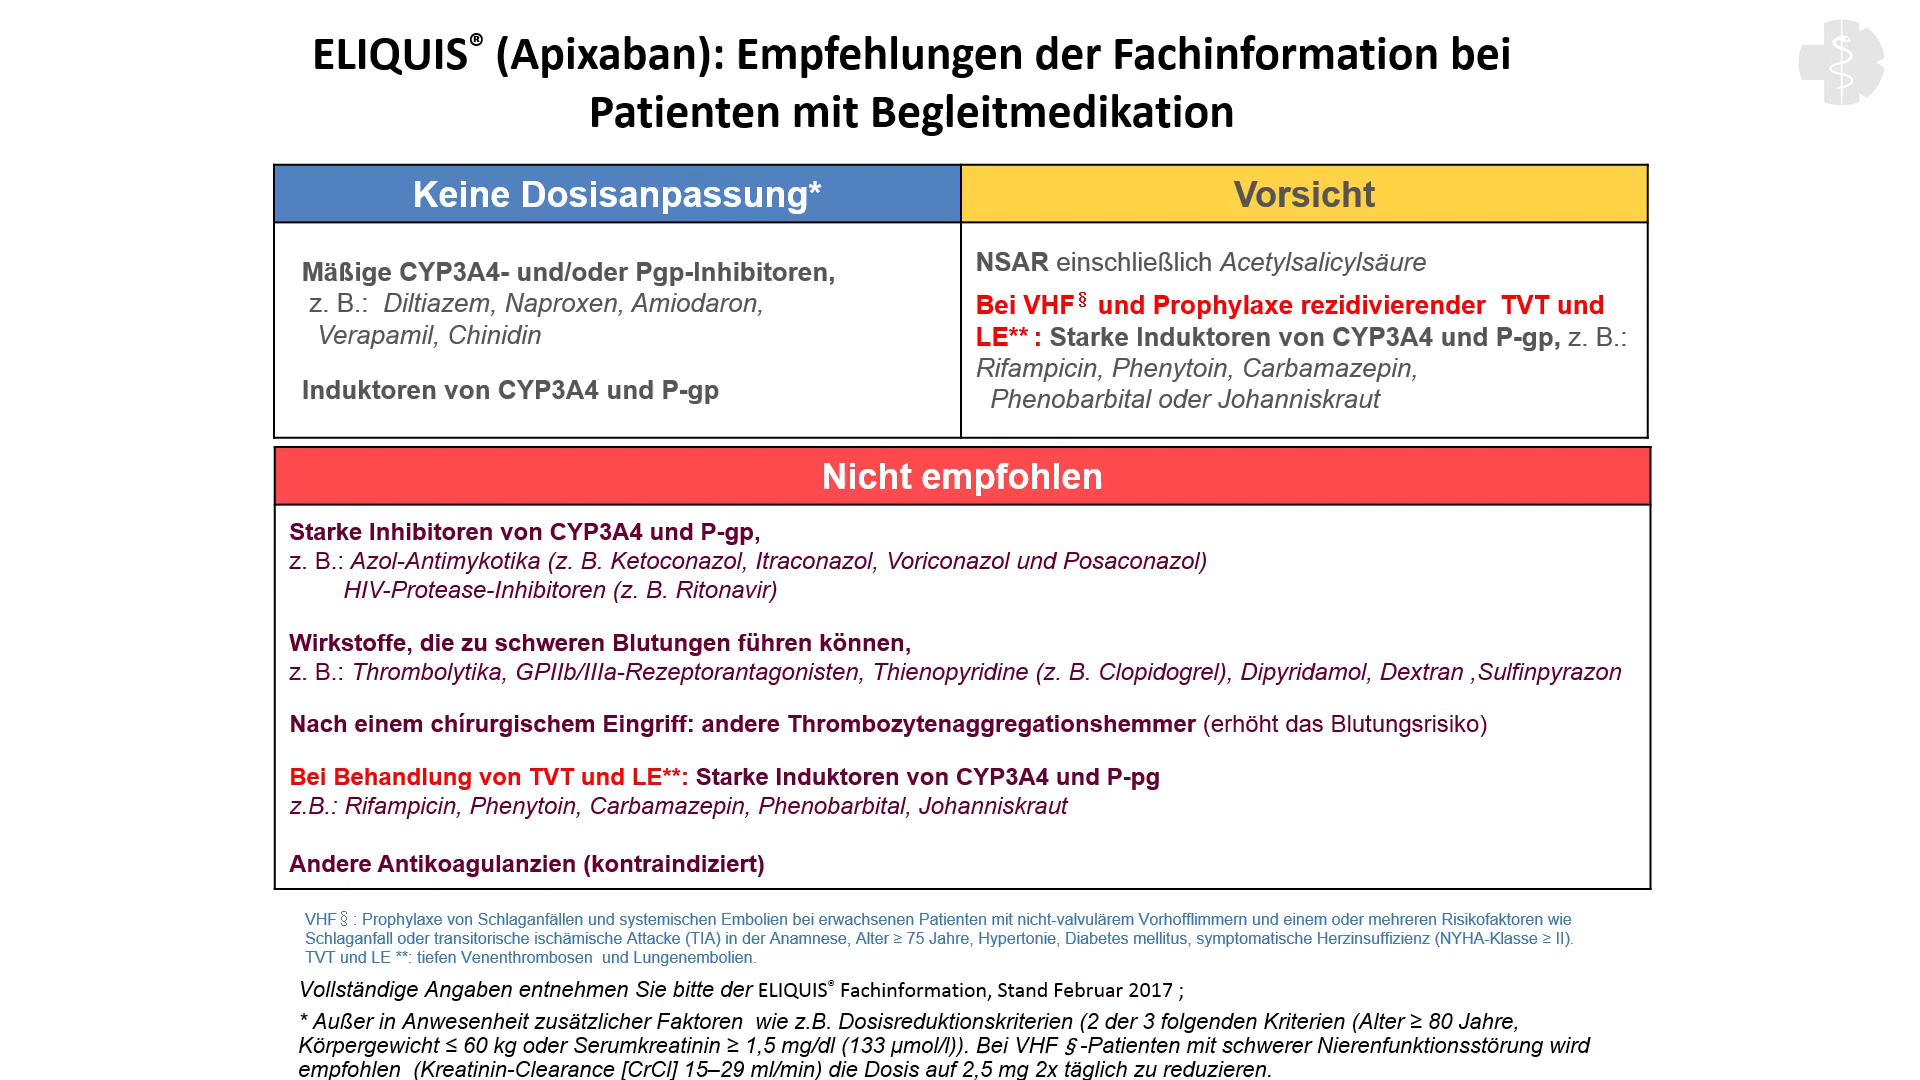 ELIQUIS® (Apixaban): Empfehlungen der Fachinformation bei
Patienten mit Begleitmedikation
Keine Dosisanpassung*
Vorsicht
Mäßige CYP3A4- und/oder Pgp-Inhibitoren,
z. B.: Diltiazem, Naproxen, Amiodaron,
Verapamil, Chinidin
Induktoren von CYP3A4 und P-gp
NSAR einschließlich Acetylsalicylsäure
Bei VHF§ und Prophylaxe rezidivierender TVT und
LE** : Starke Induktoren von CYP3A4 und P-gp, z. B.:
Rifampicin, Phenytoin, Carbamazepin,
Phenobarbital oder Johanniskraut
Nicht empfohlen
Starke Inhibitoren von CYP3A4 und P-gp,
z. B.: Azol-Antimykotika (z. B. Ketoconazol, Itraconazol, Voriconazol und Posaconazol)
HIV-Protease-Inhibitoren (z. B. Ritonavir)
Wirkstoffe, die zu schweren Blutungen führen können,
z. B.: Thrombolytika, GPIIb/IIIa-Rezeptorantagonisten, Thienopyridine (z. B. Clopidogrel), Dipyridamol, Dextran ,Sulfinpyrazon
Nach einem chírurgischem Eingriff: andere Thrombozytenaggregationshemmer (erhöht das Blutungsrisiko)
Bei Behandlung von TVT und LE**: Starke Induktoren von CYP3A4 und P-pg
z.B.: Rifampicin, Phenytoin, Carbamazepin, Phenobarbital, Johanniskraut
Andere Antikoagulanzien (kontraindiziert)
VHF§ : Prophylaxe von Schlaganfällen und systemischen Embolien bei erwachsenen Patienten mit nicht-valvulärem Vorhofflimmern und einem oder mehreren Risikofaktoren wie
Schlaganfall oder transitorische ischämische Attacke (TIA) in der Anamnese, Alter ≥ 75 Jahre, Hypertonie, Diabetes mellitus, symptomatische Herzinsuffizienz (NYHA-Klasse ≥ II).
TVT und LE **: tiefen Venenthrombosen und Lungenembolien.
Vollständige Angaben entnehmen Sie bitte der ELIQUIS® Fachinformation, Stand Februar 2017 ;
* Außer in Anwesenheit zusätzlicher Faktoren wie z.B. Dosisreduktionskriterien (2 der 3 folgenden Kriterien (Alter ≥ 80 Jahre,
Körpergewicht ≤ 60 kg oder Serumkreatinin ≥ 1,5 mg/dl (133 µmol/l)). Bei VHF §-Patienten mit schwerer Nierenfunktionsstörung wird
empfohlen (Kreatinin-Clearance [CrCl] 15–29 ml/min) die Dosis auf 2,5 mg 2x täglich zu reduzieren.